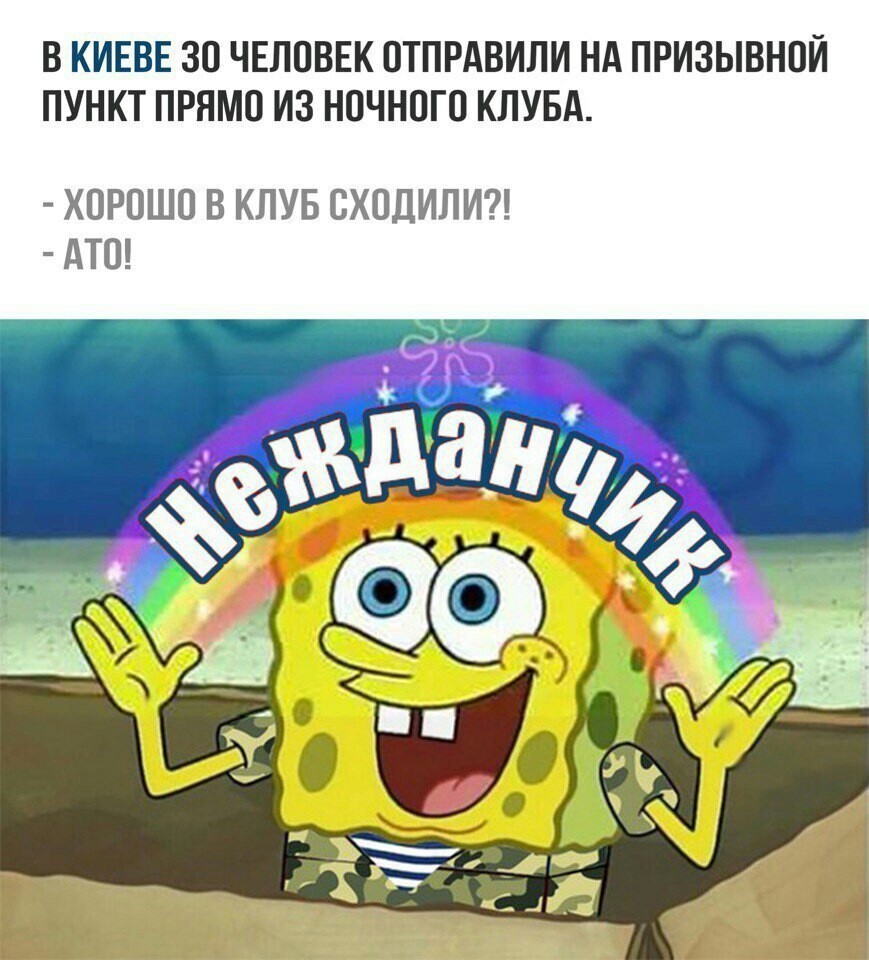 В КИЕВЕ 30 ЧЕЛОВЕК ОТПРАВИЛИ НА ПРИЗЫВНОЙ
ПУНКТ ПРЯМО ИЗ НОЧНОГО КЛУБА.
- ХОРОШО В КЛУБ СХОДИЛИ?!
- АТО!
Нежданчик